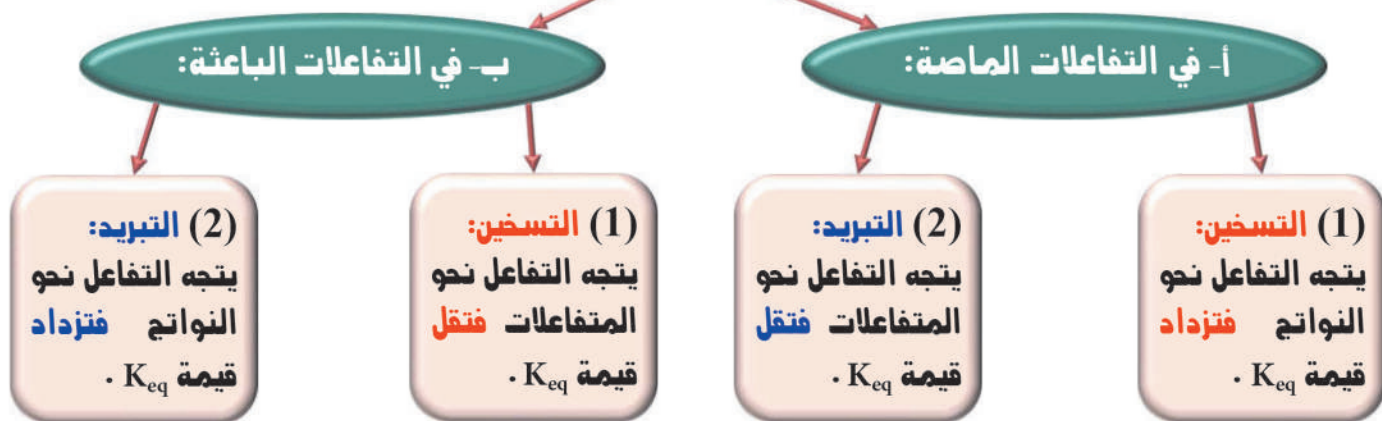 أ- في التفاعلات الماصة:
ب- في التفاعلات الباعثة:
(1) التسخين:
يتجه التفاعل نحو
النواتج فتزداد
قيمة Keq .
(2) التبريد:
يتجه التفاعل نحو
المتفاعلات فتقل
قيمة Keq .
(1) التسخين:
يتجه التفاعل نحو
المتفاعلات فتقل
قيمة Keq .
(2) التبريد:
يتجه التفاعل نحو
النواتج فتزداد
قيمة Keq .